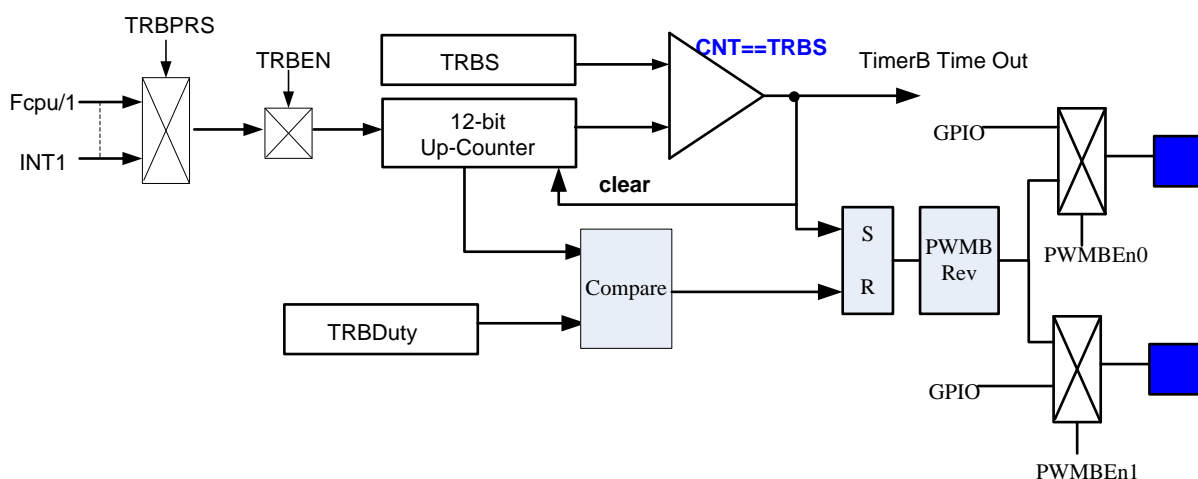 TRBPRS
TRBEN
Fcpu/1
INT1
TRBS
12-bit
Up-Counter
CNT==TRBS
TimerB Time Out
clear
GPIO
PWMBEn0
S
R
PWMB
Rev
Compare
TRBDuty
GPIO
PWMBEn1